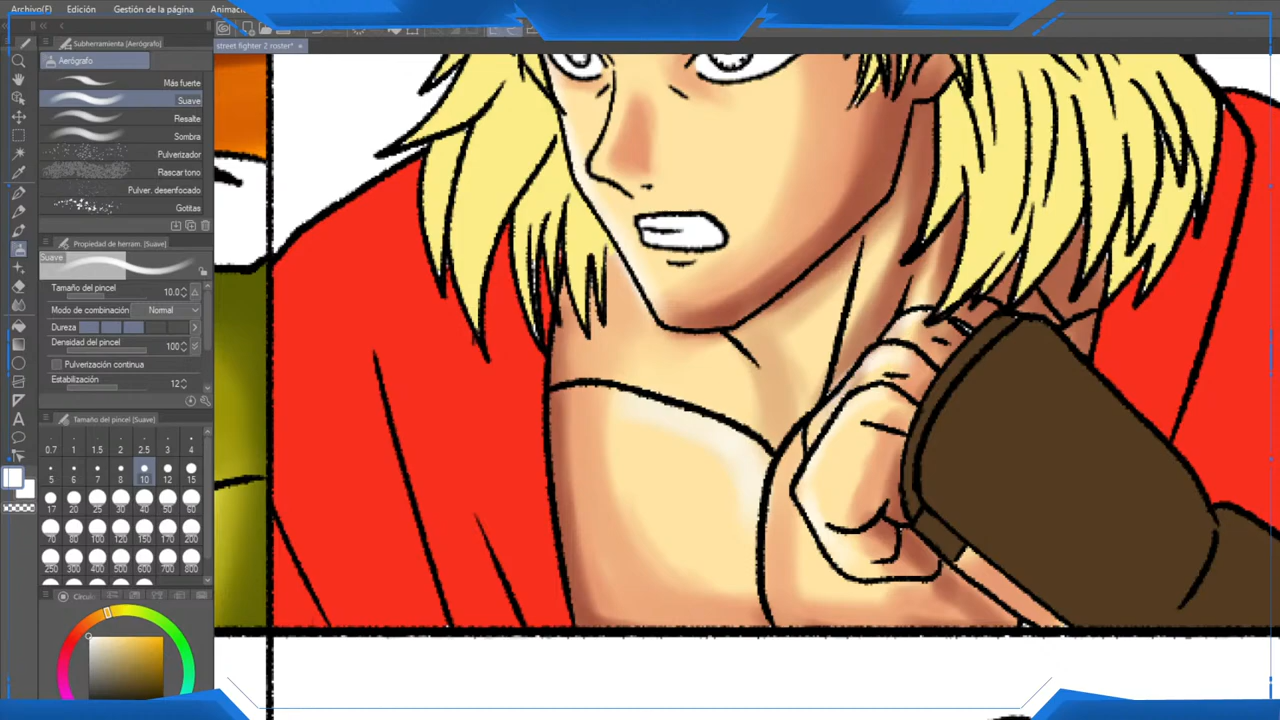 Archivo(F) Edición Gestión de la página Animació
Subherramienta [Aerógrafo]
street fighter 2 roster*
Aerógrafo
Más fuerte
Suave
Resalte
Sombra
Pulverizador
Rascar tono
Pulver. desenfocado
Gotitas
Propiedad de herram. [Suave]
Suave
Tamaño del pincel 10.0
Modo de combinación Normal
Dureza
Densidad del pincel 100
Pulverización continua
Estabilización 12
Tamaño del pincel [Suave]
0.7 1 1.5 2 2.5 3 4
5 6 7 8 10 12 15
17 20 25 30 40 50 60
70 80 100 120 150 170 200
250 300 400 500 600 700 800
Círculo